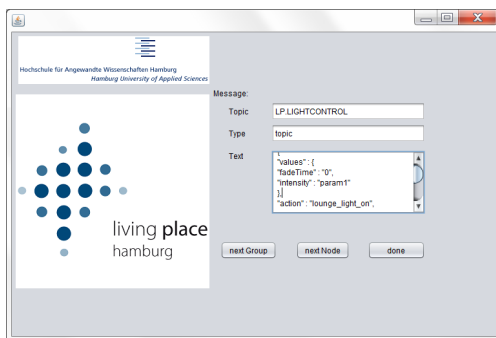 Hochschule für Angewandte Wissenschaften Hamburg
Hamburg University of Applied Sciences
Message:
Topic LP.LIGHTCONTROL
Type topic
Text
"values" : {
"fadeTime" : "0",
"intensity" : "param1"
},
"action" : "lounge_light_on",
living place
hamburg
next Group next Node done